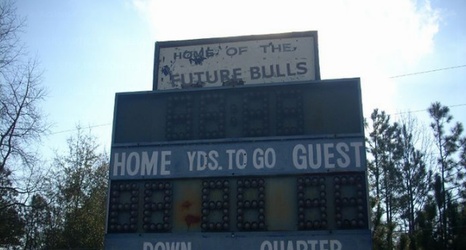 HOME OF THE
FUTURE BULLS
HOME YDS. TO GO GUEST
DOWN QUARTER